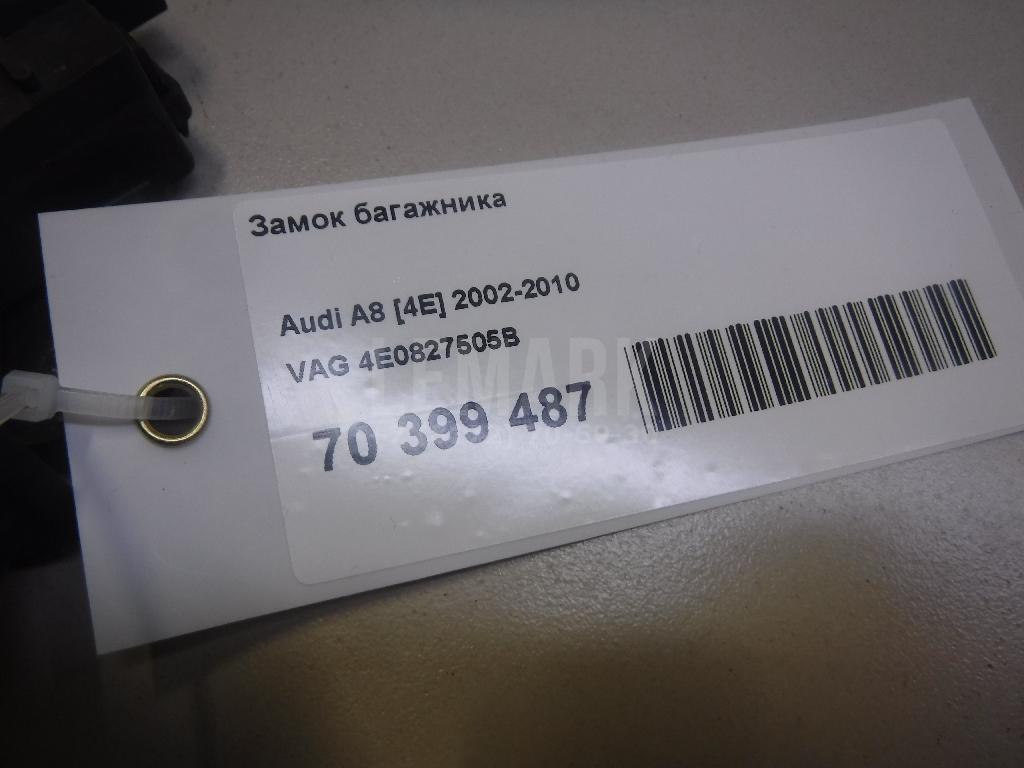 Замок багажника
Audi A8 [4E] 2002-2010
VAG 4E0827505B
70 399 487